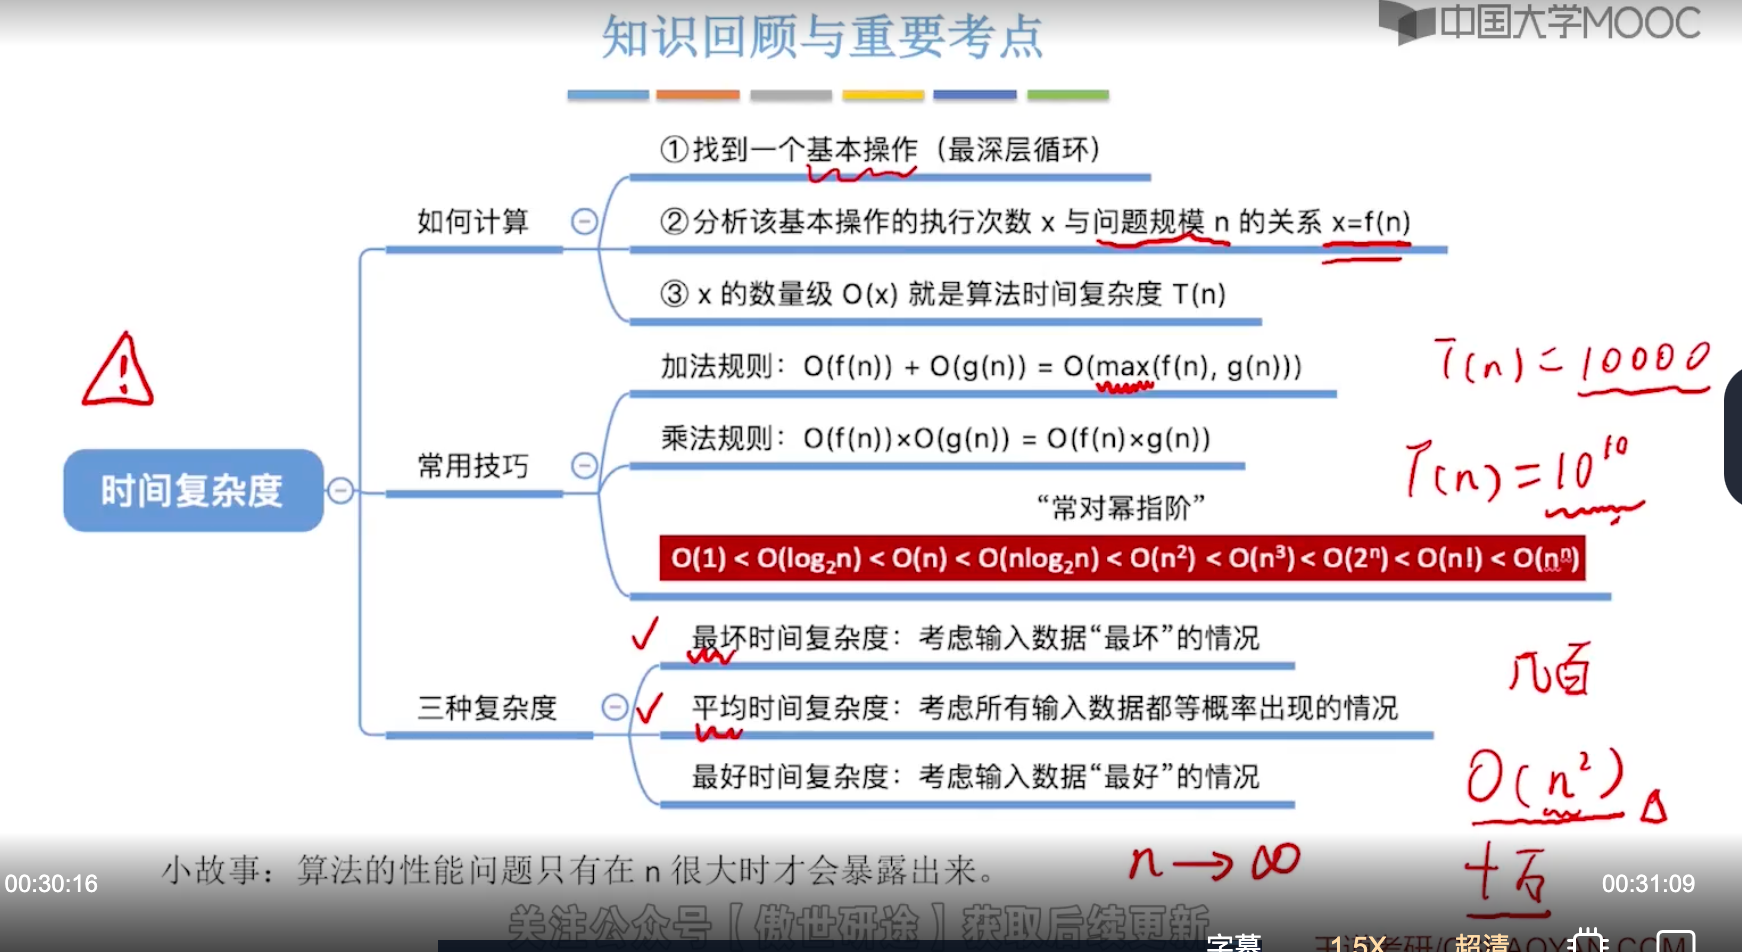 知识回顾与重要考点
中国大学MOOC
①找到一个基本操作（最深层循环）
如何计算
②分析该基本操作的执行次数 x 与问题规模 n 的关系 x=f(n)
③ x 的数量级 O(x) 就是算法时间复杂度 T(n)
T(n)=10000
加法规则：O(f(n)) + O(g(n)) = O(max(f(n), g(n)))
乘法规则：O(f(n))×O(g(n)) = O(f(n)×g(n))
常用技巧
T(n)=10¹⁰
时间复杂度
“常对幂指阶”
O(1) < O(log₂n) < O(n) < O(nlog₂n) < O(n²) < O(n³) < O(2ⁿ) < O(n!) < O(nⁿ)
最坏时间复杂度：考虑输入数据“最坏”的情况
几百
三种复杂度
平均时间复杂度：考虑所有输入数据都等概率出现的情况
最好时间复杂度：考虑输入数据“最好”的情况
O(n²)
小故事：算法的性能问题只有在 n 很大时才会暴露出来。
n→∞
十万
00:30:16
00:31:09
关注公众号【傲世研途】获取后续更新
字幕
1.5X
超清